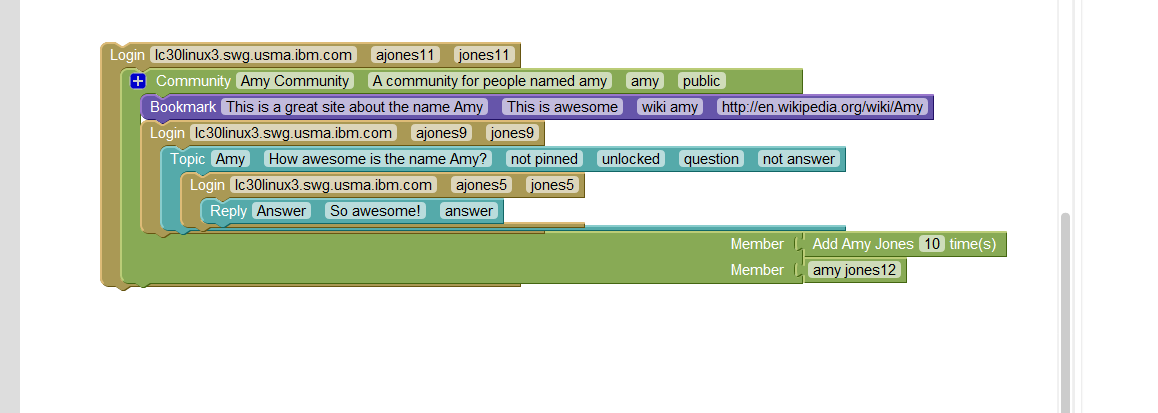 Login lc30linux3.swg.usma.ibm.com ajones11 jones11
Community Amy Community A community for people named amy amy public
Bookmark This is a great site about the name Amy This is awesome wiki amy http://en.wikipedia.org/wiki/Amy
Login lc30linux3.swg.usma.ibm.com ajones9 jones9
Topic Amy How awesome is the name Amy? not pinned unlocked question not answer
Login lc30linux3.swg.usma.ibm.com ajones5 jones5
Reply Answer So awesome! answer
Member Add Amy Jones 10 time(s)
Member amy jones12